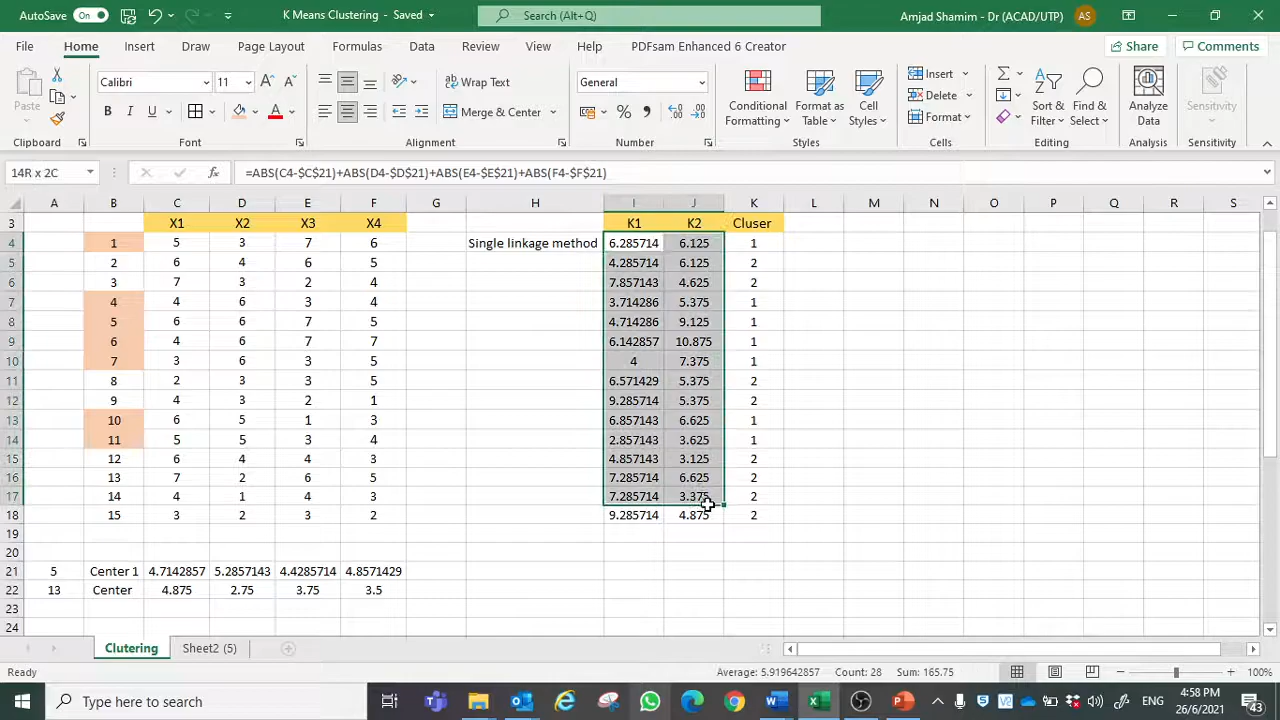 AutoSave On K Means Clustering - Saved Search (Alt+Q) Amjad Shamim - Dr (ACAD/UTP) AS
File Home Insert Draw Page Layout Formulas Data Review View Help PDFsam Enhanced 6 Creator Share Comments
Calibri 11 Wrap Text General Insert
Paste B I U Merge & Center Conditional Formatting Format as Table Cell Styles Delete Format Sort & Filter Find & Select Analyze Data Sensitivity
Clipboard Font Alignment Number Styles Cells Editing Analysis Sensitivity
14R x 2C =ABS(C4-$C$21)+ABS(D4-$D$21)+ABS(E4-$E$21)+ABS(F4-$F$21)
A B C D E F G H I J K L M N O P Q R S
3 X1 X2 X3 X4 K1 K2 Cluser
4 1 5 3 7 6 Single linkage method 6.285714 6.125 1
5 2 6 4 6 5 4.285714 6.125 2
6 3 7 3 2 4 7.857143 4.625 2
7 4 4 6 3 4 3.714286 5.375 1
8 5 6 6 7 5 4.714286 9.125 1
9 6 4 6 7 7 6.142857 10.875 1
10 7 3 6 3 5 4 7.375 1
11 8 2 3 3 5 6.571429 5.375 2
12 9 4 3 2 1 9.285714 5.375 2
13 10 6 5 1 3 6.857143 6.625 1
14 11 5 5 3 4 2.857143 3.625 1
15 12 6 4 4 3 4.857143 3.125 2
16 13 7 2 6 5 7.285714 6.625 2
17 14 4 1 4 3 7.285714 3.375 2
18 15 3 2 3 2 9.285714 4.875 2
19
20
21 5 Center 1 4.7142857 5.2857143 4.4285714 4.8571429
22 13 Center 4.875 2.75 3.75 3.5
23
24
Clutering Sheet2 (5)
Ready Average: 5.919642857 Count: 28 Sum: 165.75 100%
Type here to search ENG 4:58 PM
26/6/2021 43